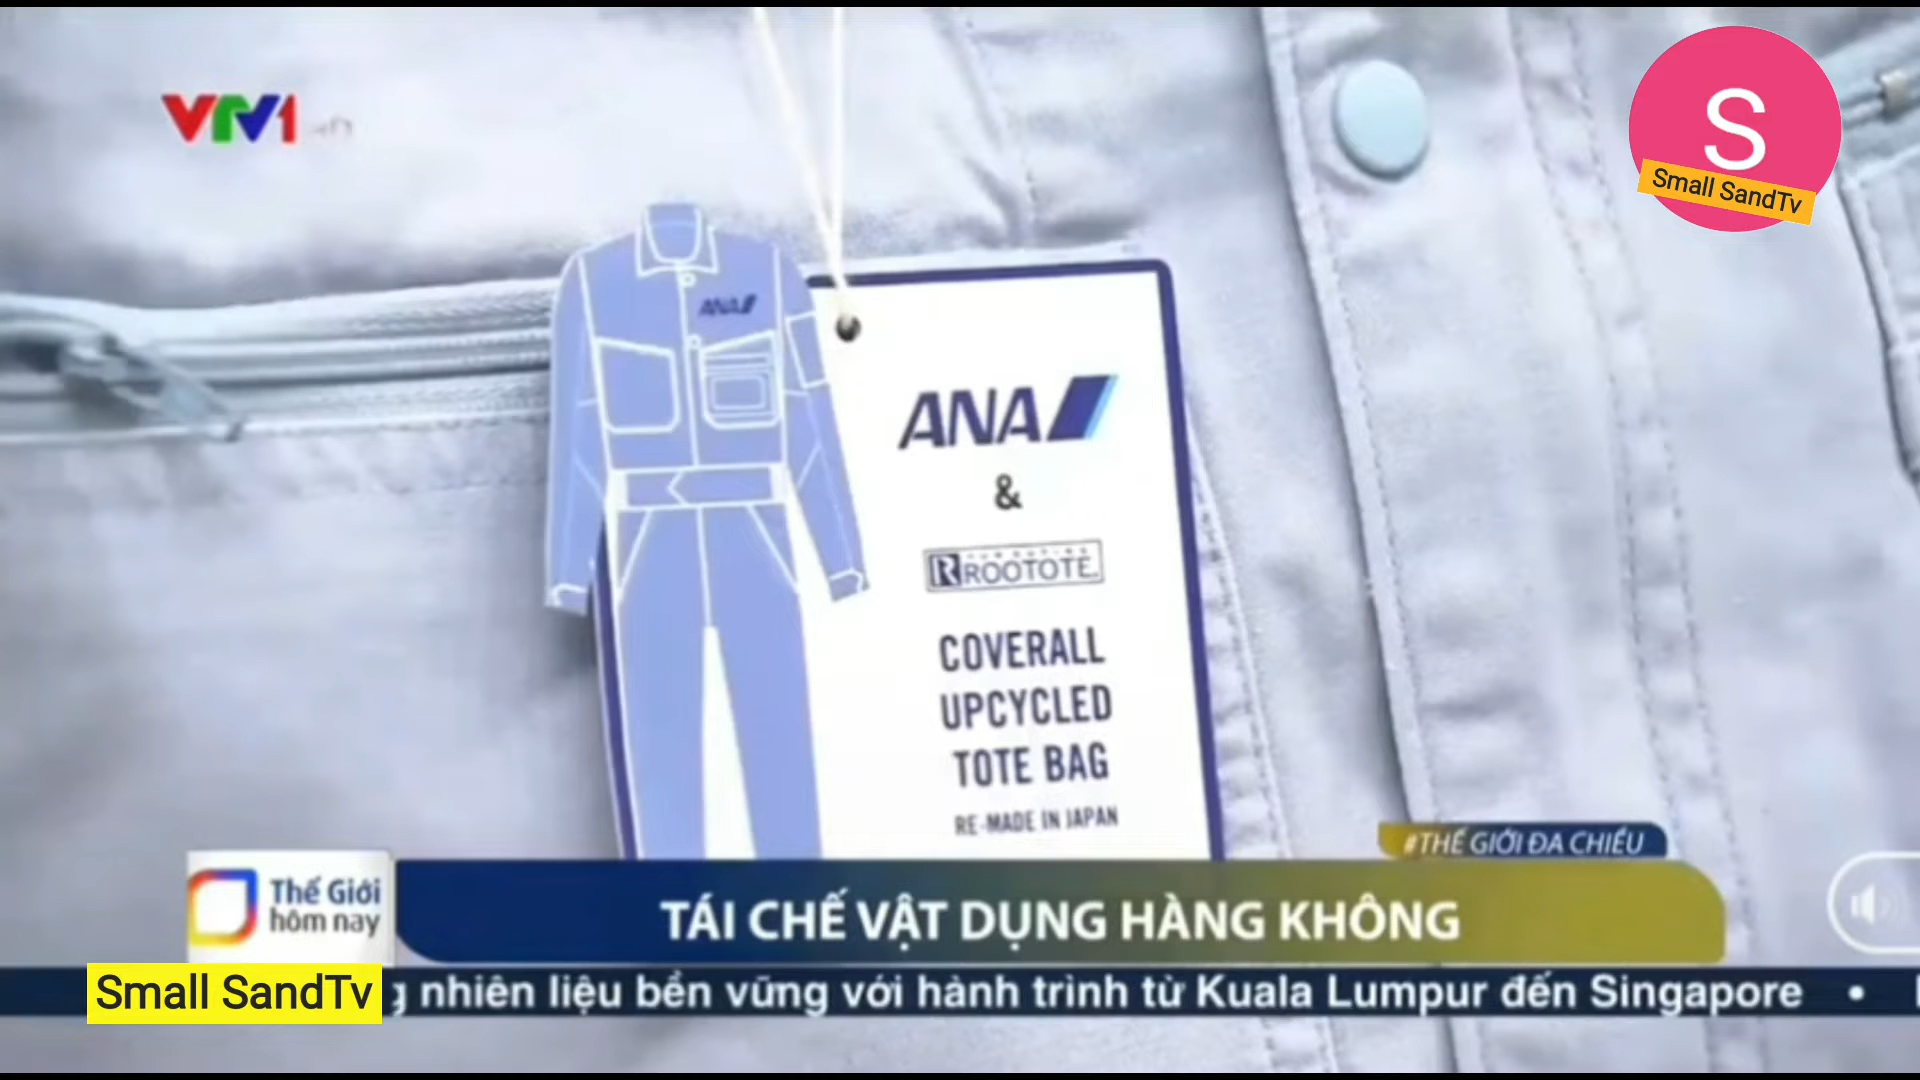 VTV1
S
Small SandTv
ANA
ANA
&
R ROOTOTE
COVERALL
UPCYCLED
TOTE BAG
RE-MADE IN JAPAN
#THẾ GIỚI ĐA CHIỀU
Thế Giới
hôm nay
TÁI CHẾ VẬT DỤNG HÀNG KHÔNG
Small SandTv
nhiên liệu bền vững với hành trình từ Kuala Lumpur đến Singapore •